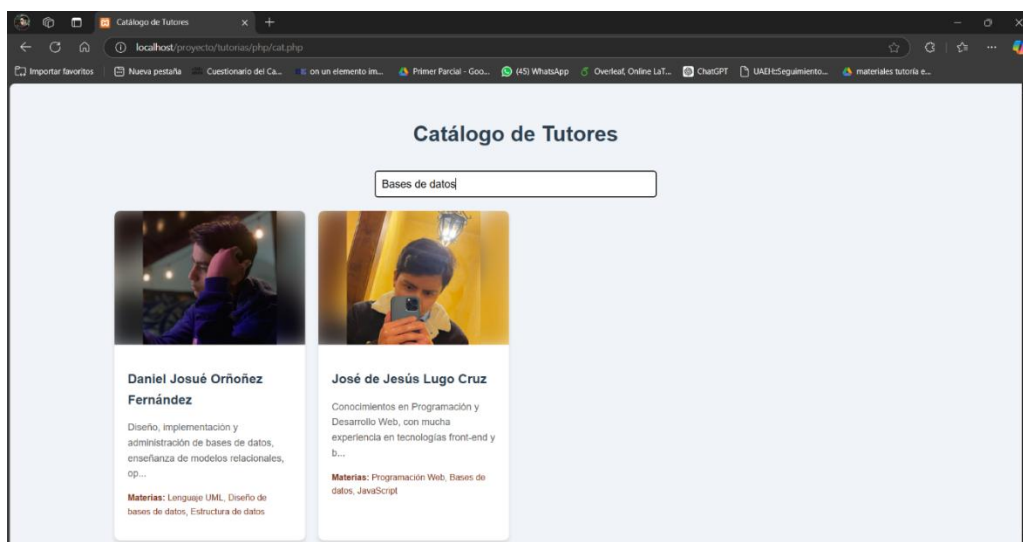 Catálogo de Tutores
localhost/proyecto/tutorias/php/cat.php
Importar favoritos Nueva pestaña Cuestionario del Ca... on un elemento im... Primer Parcial - Goo... (45) WhatsApp Overleaf, Online LaT... ChatGPT UAEH:Seguimiento... materiales tutoría e...
Catálogo de Tutores
Bases de datos
Daniel Josué Orñoñez
Fernández
Diseño, implementación y
administración de bases de datos,
enseñanza de modelos relacionales,
op...
Materias: Lenguaje UML, Diseño de
bases de datos, Estructura de datos
José de Jesús Lugo Cruz
Conocimientos en Programación y
Desarrollo Web, con mucha
experiencia en tecnologías front-end y
b...
Materias: Programación Web, Bases de
datos, JavaScript